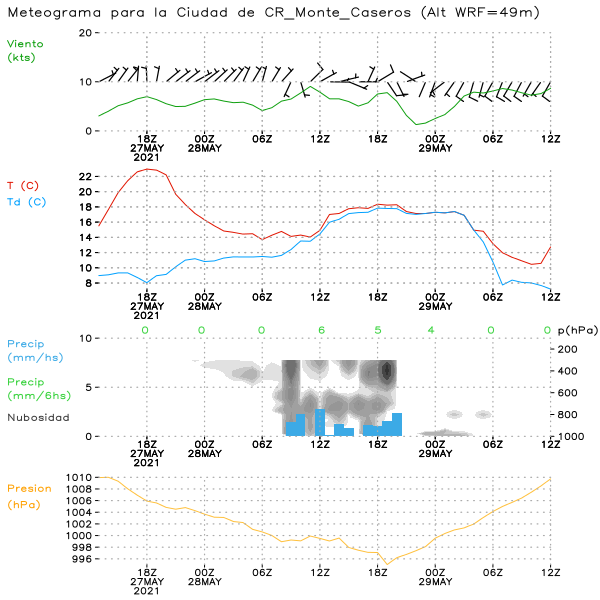 Meteograma para la Ciudad de CR_Monte_Caseros (Alt WRF=49m)
Viento
(kts)
20
10
0
18Z 00Z 06Z 12Z 18Z 00Z 06Z 12Z
27MAY 28MAY 29MAY
2021
T (C)
Td (C)
22
20
18
16
14
12
10
8
18Z 00Z 06Z 12Z 18Z 00Z 06Z 12Z
27MAY 28MAY 29MAY
2021
0 0 0 6 5 4 0 0 p(hPa)
Precip
(mm/hs)
Precip
(mm/6hs)
Nubosidad
10
5
0
200
400
600
800
1000
18Z 00Z 06Z 12Z 18Z 00Z 06Z 12Z
27MAY 28MAY 29MAY
2021
Presion
(hPa)
1010
1008
1006
1004
1002
1000
998
996
18Z 00Z 06Z 12Z 18Z 00Z 06Z 12Z
27MAY 28MAY 29MAY
2021